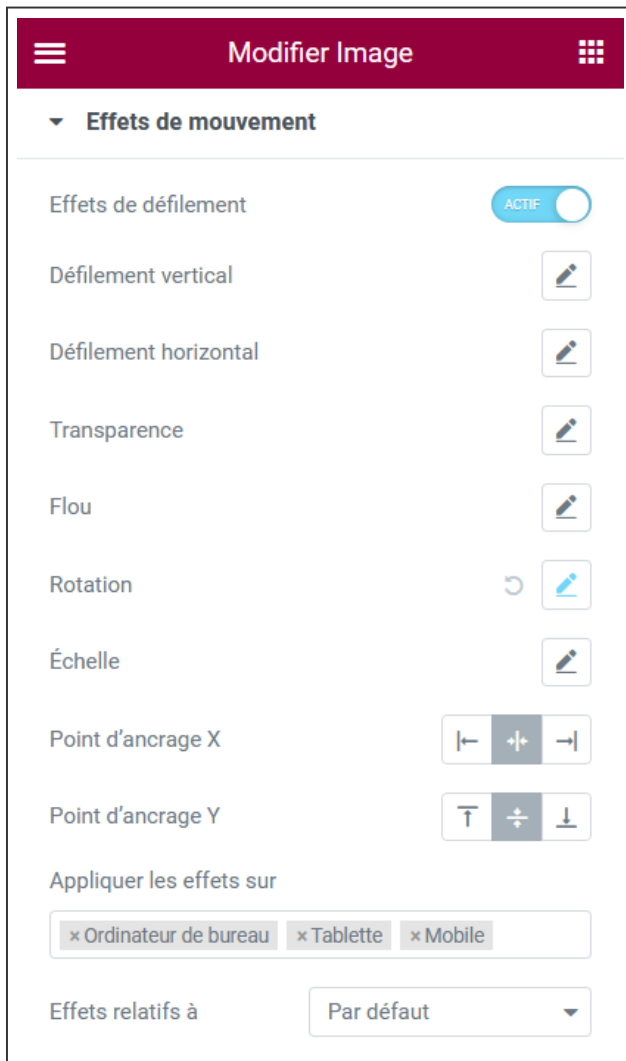 Modifier Image
Effets de mouvement
Effets de défilement ACTIF
Défilement vertical
Défilement horizontal
Transparence
Flou
Rotation
Échelle
Point d’ancrage X
Point d’ancrage Y
Appliquer les effets sur
×Ordinateur de bureau ×Tablette ×Mobile
Effets relatifs à Par défaut